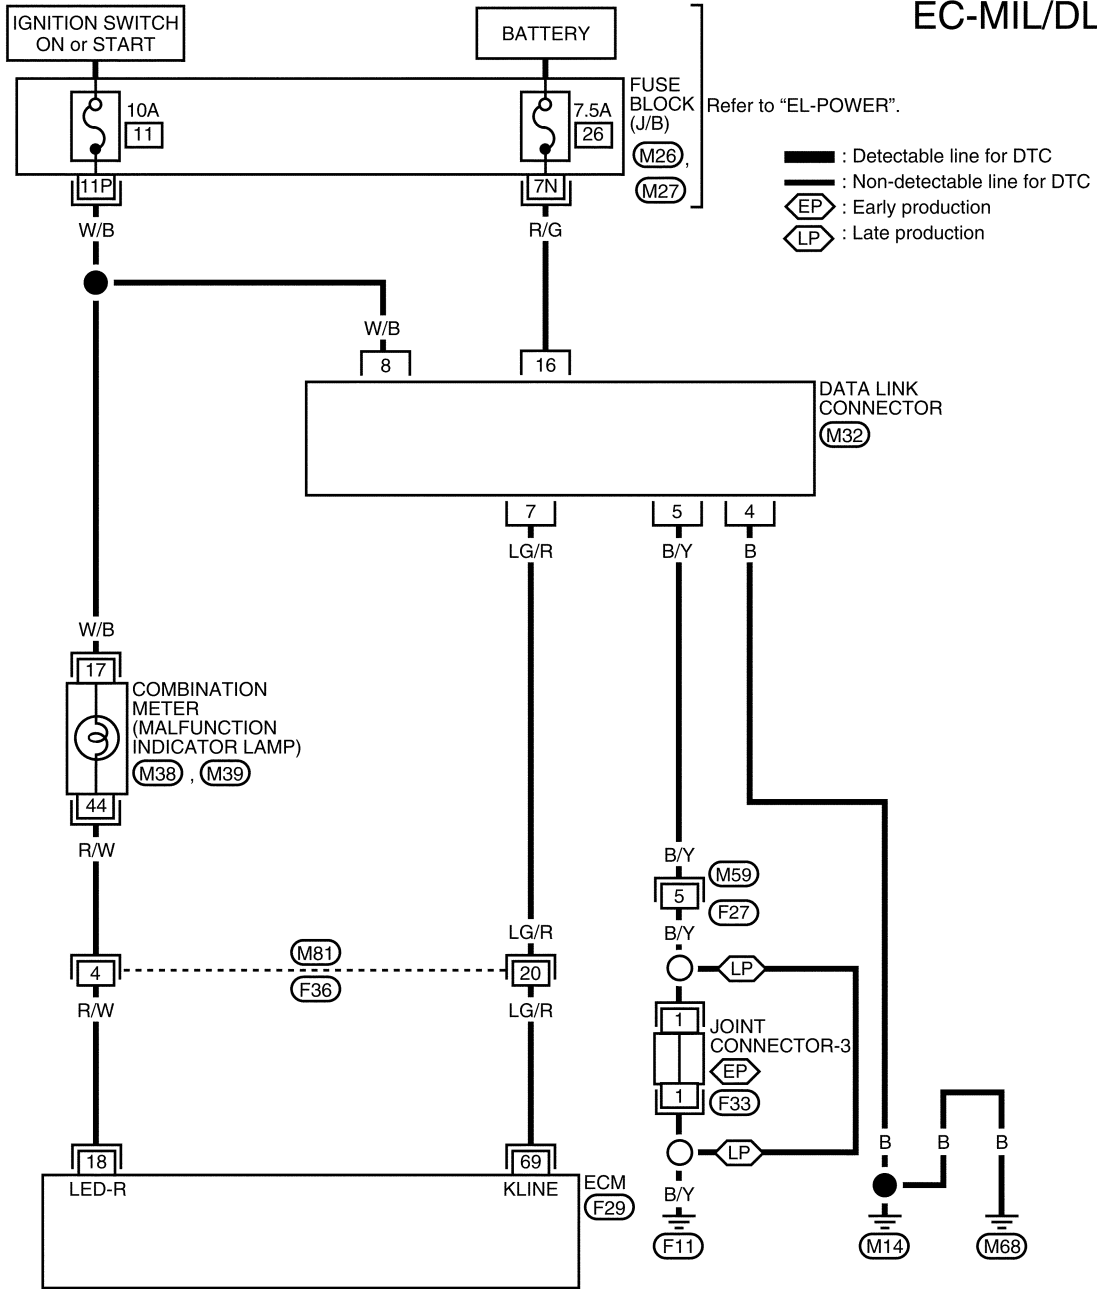 EC-MIL/DL
IGNITION SWITCH
ON or START
BATTERY
10A
11
7.5A
26
FUSE
BLOCK
(J/B)
M26 ,
M27
Refer to “EL-POWER”.
: Detectable line for DTC
: Non-detectable line for DTC
EP : Early production
LP : Late production
11P
7N
W/B
R/G
W/B
8
16
DATA LINK
CONNECTOR
M32
7
5
4
LG/R
B/Y
B
W/B
17
COMBINATION
METER
(MALFUNCTION
INDICATOR LAMP)
M38 , M39
44
R/W
B/Y
M59
5
F27
LG/R
B/Y
M81
4
20
LP
F36
R/W
LG/R
1
JOINT
CONNECTOR-3
EP
1
F33
B
B
B
LP
18
69
LED-R
KLINE
ECM
F29
B/Y
F11
M14
M68